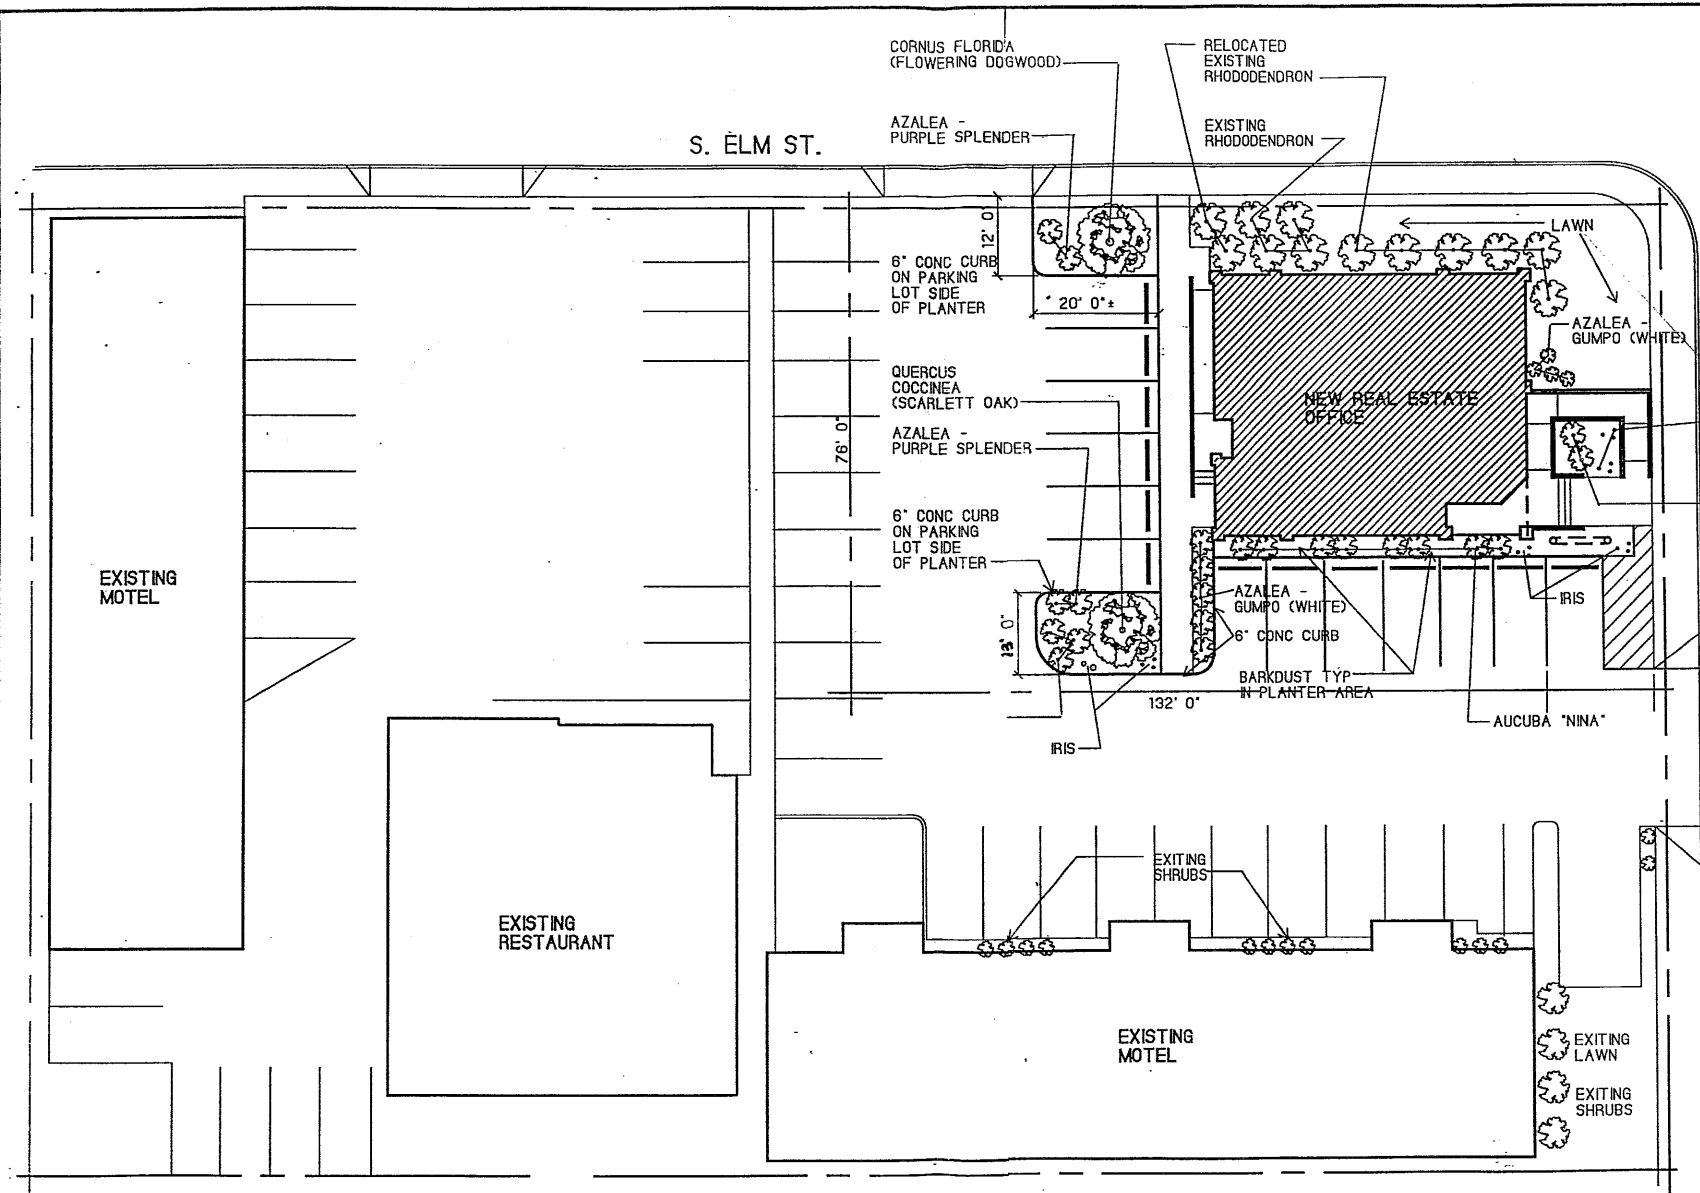 CORNUS FLORIDA
(FLOWERING DOGWOOD)
RELOCATED
EXISTING
RHODODENDRON
AZALEA -
PURPLE SPLENDER
EXISTING
RHODODENDRON
S. ELM ST.
LAWN
12' 0"
6" CONC CURB
ON PARKING
LOT SIDE
OF PLANTER
20' 0"±
AZALEA -
GUMPO (WHITE)
QUERCUS
COCCINEA
(SCARLETT OAK)
NEW REAL ESTATE
OFFICE
76' 0"
AZALEA -
PURPLE SPLENDER
6" CONC CURB
ON PARKING
LOT SIDE
OF PLANTER
EXISTING
MOTEL
AZALEA -
GUMPO (WHITE)
IRIS
13' 0"
6" CONC CURB
BARKDUST TYP
IN PLANTER AREA
132' 0"
AUCUBA "NINA"
IRIS
EXITING
SHRUBS
EXISTING
RESTAURANT
EXISTING
MOTEL
EXITING
LAWN
EXITING
SHRUBS